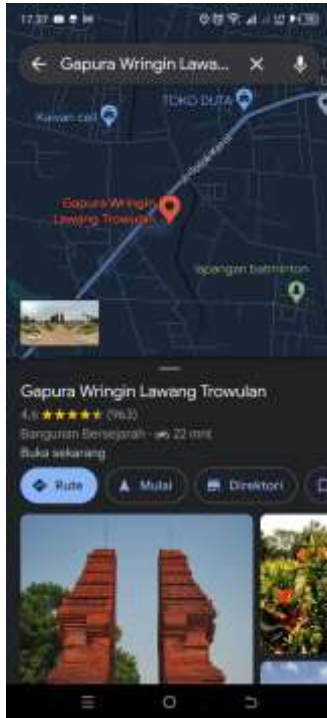 17.37
Gapura Wringin Lawa...
TOKO DUTA
Kawan cell
Gapura Wringin
Lawang Trowulan
lapangan batminton
Gapura Wringin Lawang Trowulan
4,6 ★★★★★ (963)
Bangunan Bersejarah · 22 mnt
Buka sekarang
Rute
Mulai
Direktori